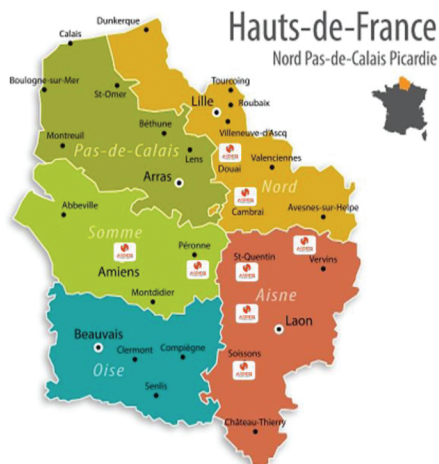 Hauts-de-France
Nord Pas-de-Calais Picardie
Dunkerque
Calais
Boulogne-sur-Mer
St-Omer
Tourcoing
Lille
Roubaix
Villeneuve-d'Ascq
Béthune
Montreuil
Pas-de-Calais
Lens
Douai
Valenciennes
Arras
Nord
Cambrai
Avesnes-sur-Helpe
Abbeville
Somme
Péronne
St-Quentin
Vervins
Amiens
Montdidier
Aisne
Laon
Beauvais
Clermont
Compiègne
Soissons
Oise
Senlis
Château-Thierry